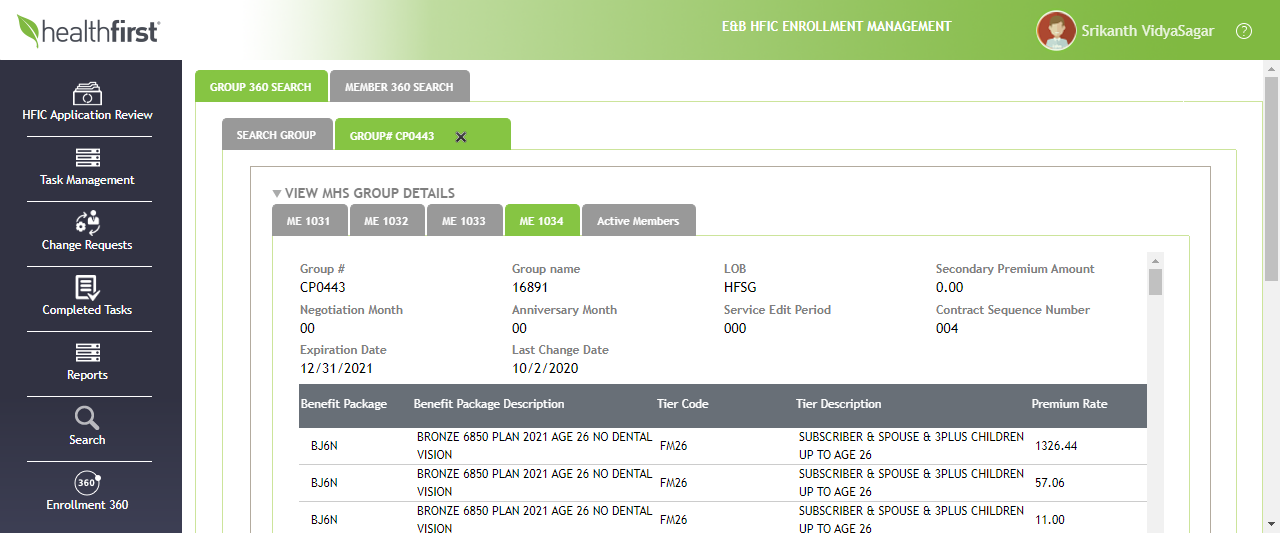 healthfirst
E&B HFIC ENROLLMENT MANAGEMENT
Srikanth VidyaSagar
?
HFIC Application Review
Task Management
Change Requests
Completed Tasks
Reports
Search
360
Enrollment 360
GROUP 360 SEARCH
MEMBER 360 SEARCH
SEARCH GROUP
GROUP# CP0443
VIEW MHS GROUP DETAILS
ME 1031
ME 1032
ME 1033
ME 1034
Active Members
Group # Group name LOB Secondary Premium Amount
CP0443 16891 HFSG 0.00
Negotiation Month Anniversary Month Service Edit Period Contract Sequence Number
00 00 000 004
Expiration Date Last Change Date
12/31/2021 10/2/2020
Benefit Package Benefit Package Description Tier Code Tier Description Premium Rate
BJ6N BRONZE 6850 PLAN 2021 AGE 26 NO DENTAL FM26 SUBSCRIBER & SPOUSE & 3PLUS CHILDREN 1326.44
VISION UP TO AGE 26
BJ6N BRONZE 6850 PLAN 2021 AGE 26 NO DENTAL FM26 SUBSCRIBER & SPOUSE & 3PLUS CHILDREN 57.06
VISION UP TO AGE 26
BJ6N BRONZE 6850 PLAN 2021 AGE 26 NO DENTAL FM26 SUBSCRIBER & SPOUSE & 3PLUS CHILDREN 11.00
VISION UP TO AGE 26